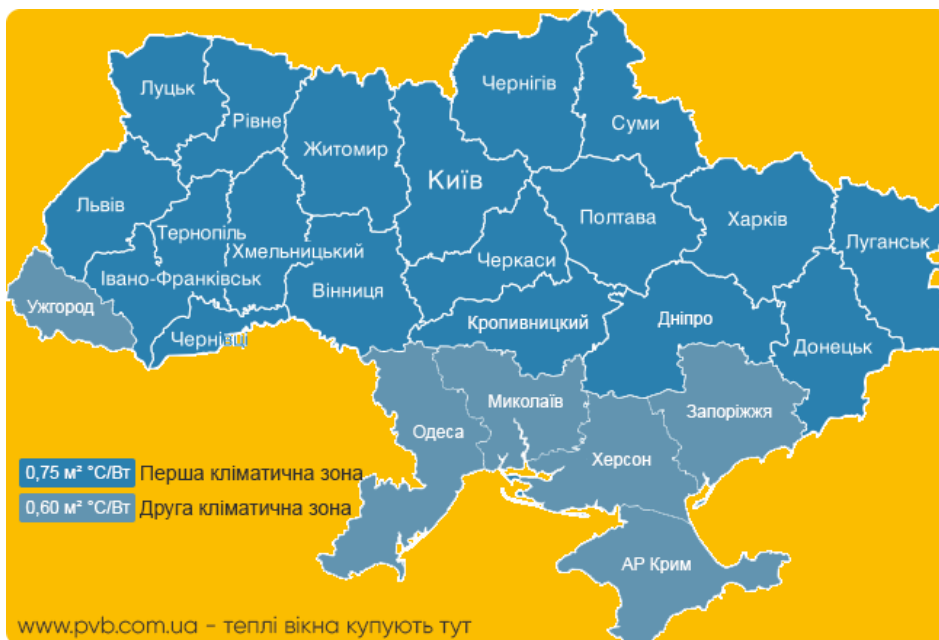 Чернігів
Луцьк
Рівне
Суми
Житомир
Київ
Львів
Полтава
Харків
Тернопіль
Луганськ
Хмельницький
Черкаси
Івано-Франківськ
Вінниця
Ужгород
Кропивницкий
Дніпро
Чернівці
Донецьк
Миколаїв
Запоріжжя
Одеса
Херсон
0,75 м² °С/Вт Перша кліматична зона
0,60 м² °С/Вт Друга кліматична зона
АР Крим
www.pvb.com.ua - теплі вікна купують тут